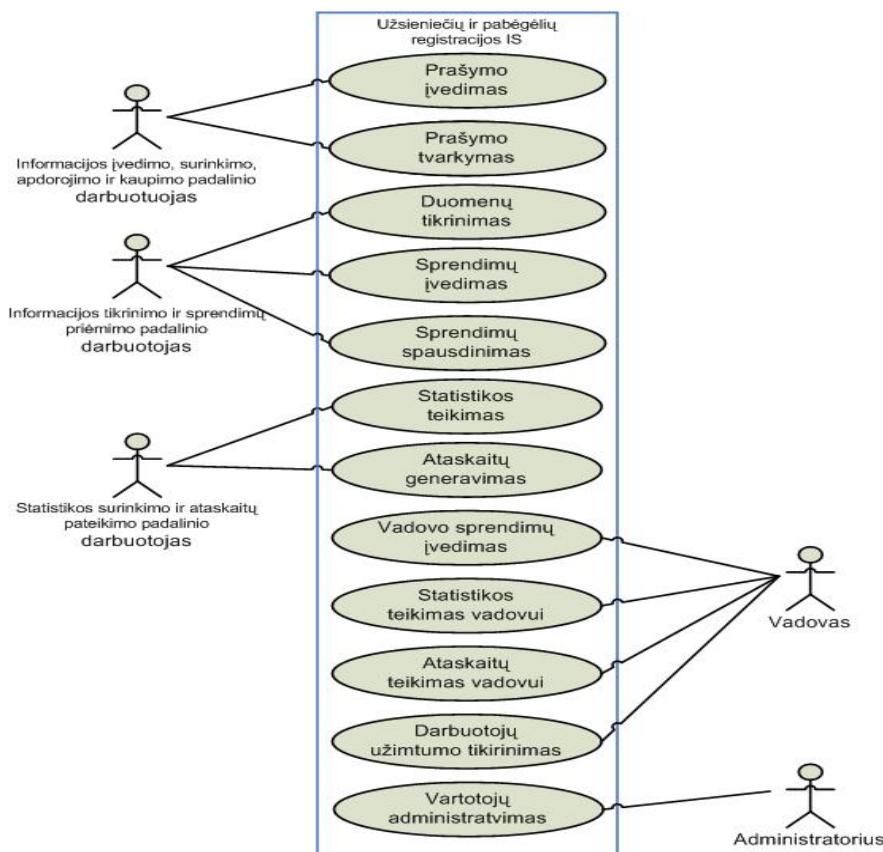 Užsieniečių ir pabėgėlių
registracijos IS
Prašymo
įvedimas
Prašymo
tvarkymas
Informacijos įvedimo, surinkimo,
apdorojimo ir kaupimo padalinio
darbuotuojas
Duomenų
tikrinimas
Sprendimų
įvedimas
Sprendimų
spausdinimas
Informacijos tikrinimo ir sprendimų
priėmimo padalinio
darbuotojas
Statistikos
teikimas
Ataskaitų
generavimas
Statistikos surinkimo ir ataskaitų
pateikimo padalinio
darbuotojas
Vadovo sprendimų
įvedimas
Statistikos
teikimas vadovui
Ataskaitų
teikimas vadovui
Darbuotojų
užimtumo tikirinimas
Vadovas
Vartotojų
administratvimas
Administratorius